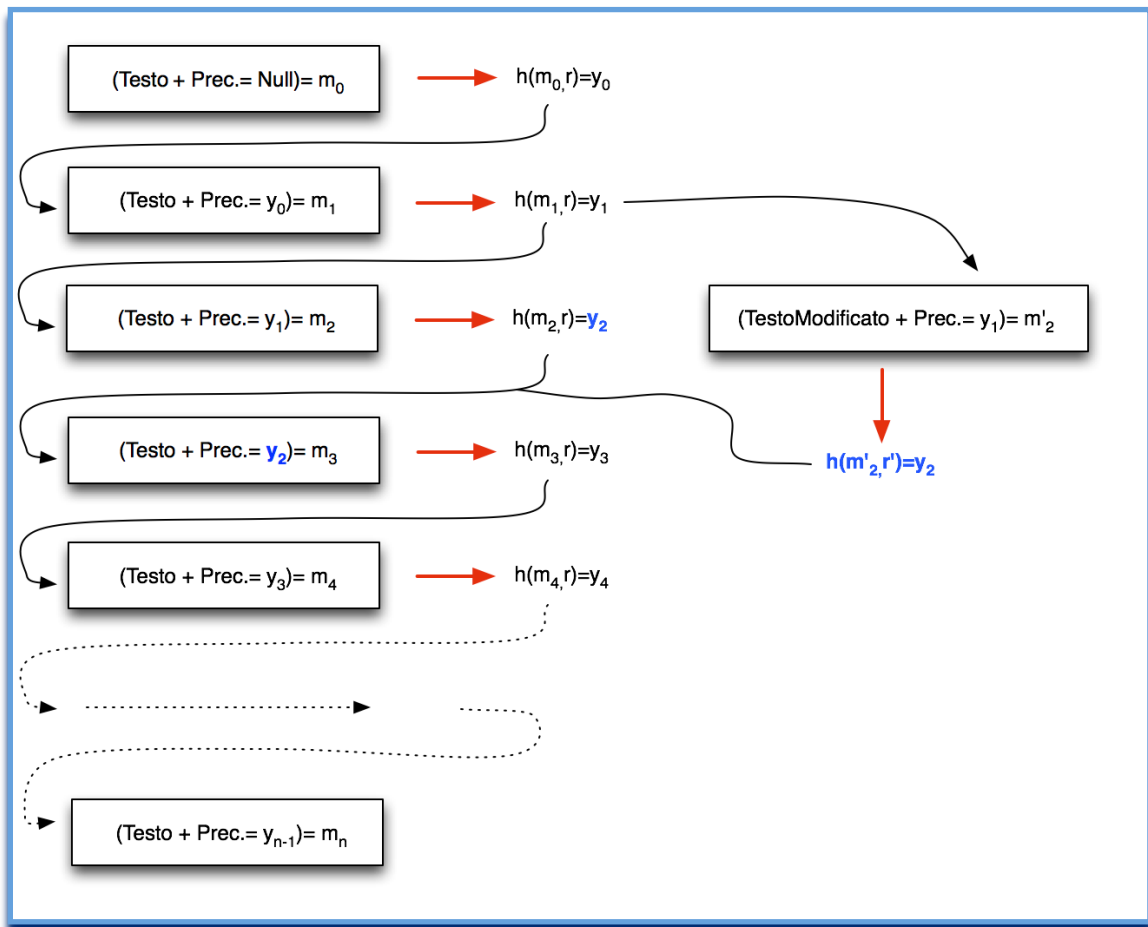 (Testo + Prec.= Null)= m₀
h(m₀,r)=y₀
(Testo + Prec.= y₀)= m₁
h(m₁,r)=y₁
(Testo + Prec.= y₁)= m₂
h(m₂,r)=y₂
(TestoModificato + Prec.= y₁)= m'₂
(Testo + Prec.= y₂)= m₃
h(m₃,r)=y₃
h(m'₂,r')=y₂
(Testo + Prec.= y₃)= m₄
h(m₄,r)=y₄
(Testo + Prec.= yₙ₋₁)= mₙ